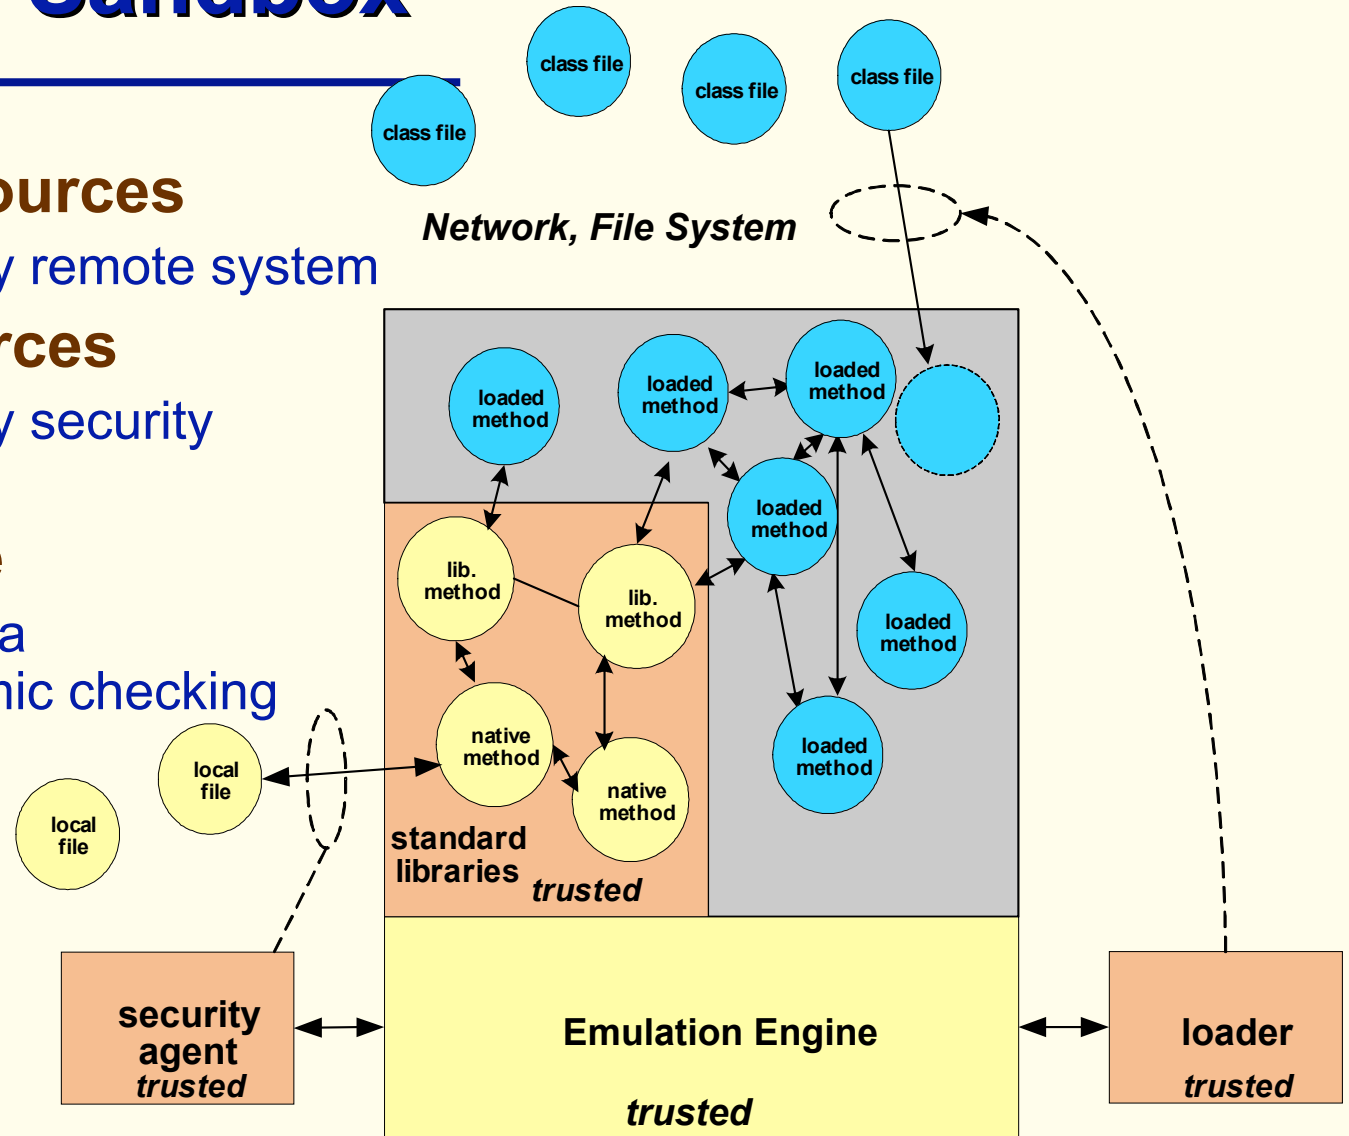 Sandbox
class file
class file
class file
class file
ources
y remote system
Network, File System
rces
y security
loaded
method
loaded
method
loaded
method
loaded
method
lib.
method
lib.
method
loaded
method
e
a
mic checking
native
method
loaded
method
local
file
native
method
local
file
standard
libraries
trusted
security
agent
trusted
Emulation Engine
trusted
loader
trusted